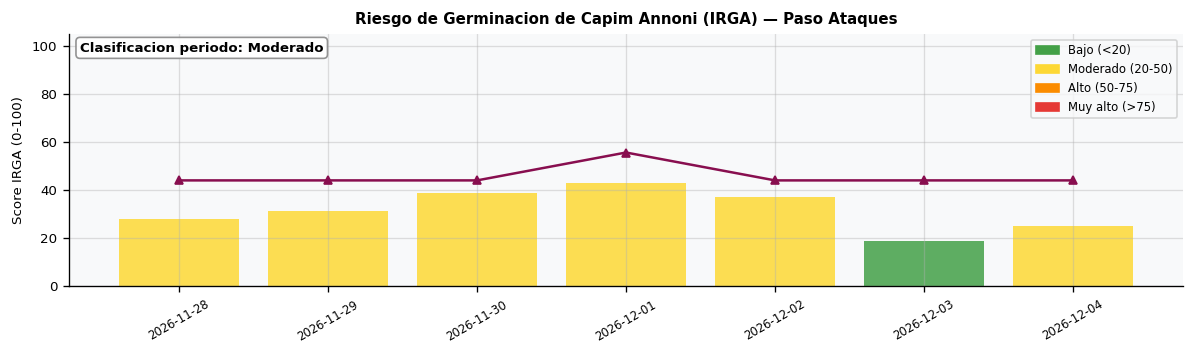 Riesgo de Germinacion de Capim Annoni (IRGA) — Paso Ataques
Clasificacion periodo: Moderado
Bajo (<20)
Moderado (20-50)
Alto (50-75)
Muy alto (>75)
Score IRGA (0-100)
100
80
60
40
20
0
2026-11-28
2026-11-29
2026-11-30
2026-12-01
2026-12-02
2026-12-03
2026-12-04